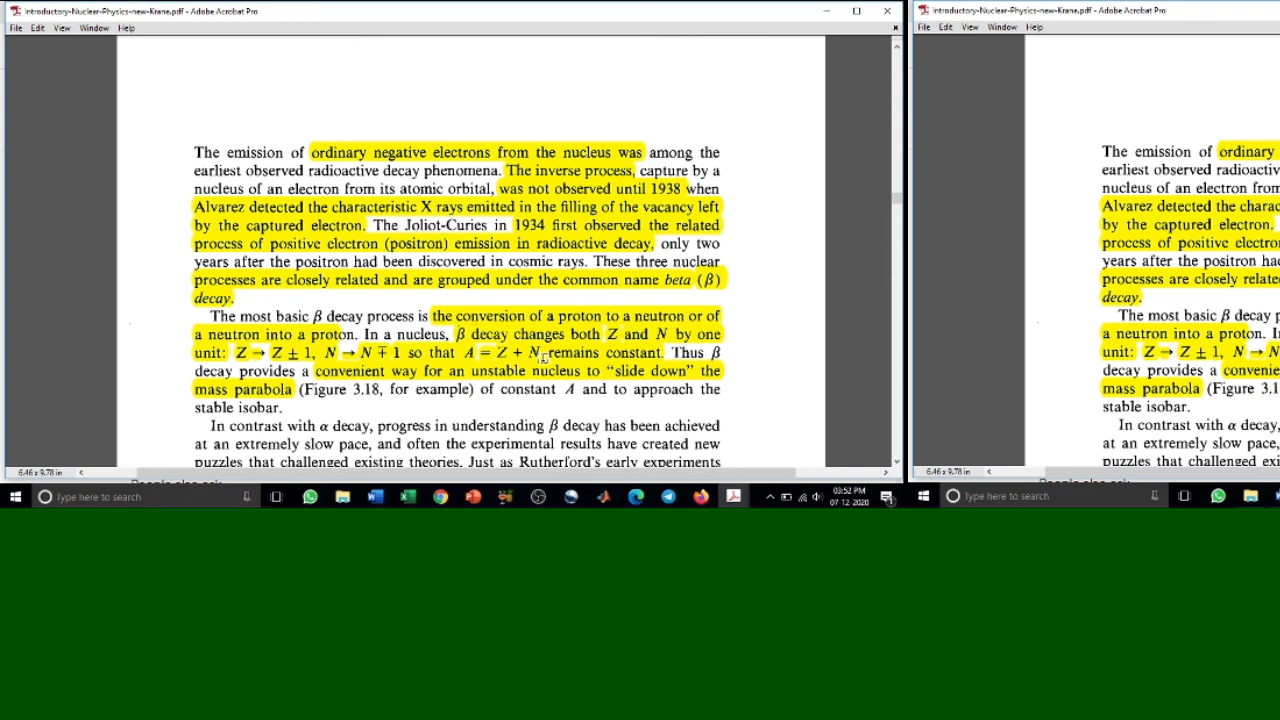 Introductory-Nuclear-Physics-new-Krane.pdf - Adobe Acrobat Pro
File Edit View Window Help
The emission of ordinary negative electrons from the nucleus was among the
earliest observed radioactive decay phenomena. The inverse process, capture by a
nucleus of an electron from its atomic orbital, was not observed until 1938 when
Alvarez detected the characteristic X rays emitted in the filling of the vacancy left
by the captured electron. The Joliot-Curies in 1934 first observed the related
process of positive electron (positron) emission in radioactive decay, only two
years after the positron had been discovered in cosmic rays. These three nuclear
processes are closely related and are grouped under the common name beta (β)
decay.
The most basic β decay process is the conversion of a proton to a neutron or of
a neutron into a proton. In a nucleus, β decay changes both Z and N by one
unit: Z → Z ± 1, N → N ∓ 1 so that A = Z + N remains constant. Thus β
decay provides a convenient way for an unstable nucleus to “slide down” the
mass parabola (Figure 3.18, for example) of constant A and to approach the
stable isobar.
In contrast with α decay, progress in understanding β decay has been achieved
at an extremely slow pace, and often the experimental results have created new
puzzles that challenged existing theories. Just as Rutherford's early experiments
6.46 x 9.78 in
Type here to search
03:52 PM
07-12-2020
Introductory-Nuclear-Physics-new-Krane.pdf - Adobe Acrobat Pro
File Edit View Window Help
The emission of ordinary
earliest observed radioactiv
nucleus of an electron from
Alvarez detected the charac
by the captured electron.
process of positive electron
years after the positron had
processes are closely related
decay.
The most basic β decay p
a neutron into a proton. In
unit: Z → Z ± 1, N → N
decay provides a convenie
mass parabola (Figure 3.1
stable isobar.
In contrast with α decay,
at an extremely slow pace,
puzzles that challenged exi
6.46 x 9.78 in
Type here to search